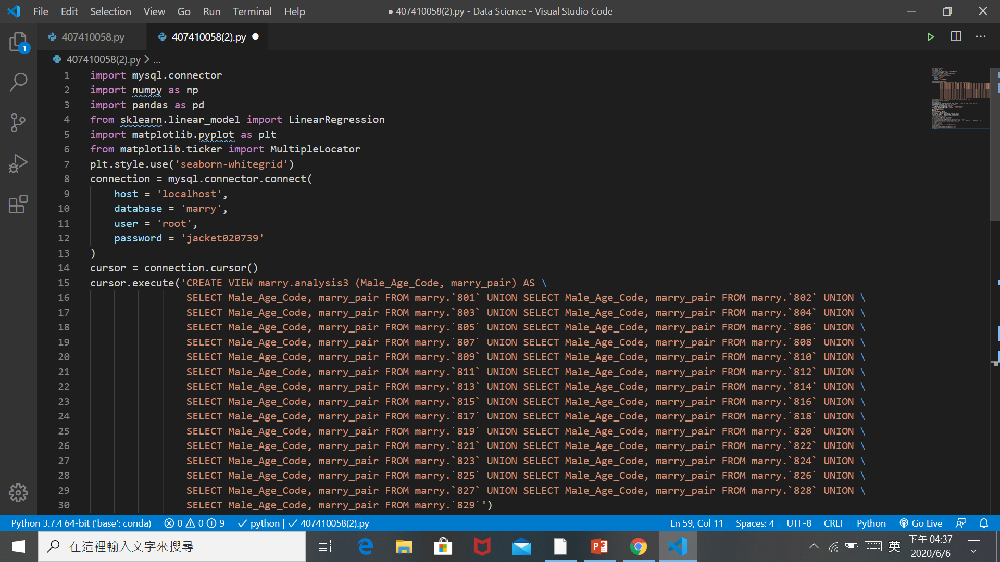 File Edit Selection View Go Run Terminal Help
● 407410058(2).py - Data Science - Visual Studio Code
407410058.py
407410058(2).py ●
1
407410058(2).py > ...
1 import mysql.connector
2 import numpy as np
3 import pandas as pd
4 from sklearn.linear_model import LinearRegression
5 import matplotlib.pyplot as plt
6 from matplotlib.ticker import MultipleLocator
7 plt.style.use('seaborn-whitegrid')
8 connection = mysql.connector.connect(
9 host = 'localhost',
10 database = 'marry',
11 user = 'root',
12 password = 'jacket020739'
13 )
14 cursor = connection.cursor()
15 cursor.execute('CREATE VIEW marry.analysis3 (Male_Age_Code, marry_pair) AS \
16 SELECT Male_Age_Code, marry_pair FROM marry.`801` UNION SELECT Male_Age_Code, marry_pair FROM marry.`802` UNION \
17 SELECT Male_Age_Code, marry_pair FROM marry.`803` UNION SELECT Male_Age_Code, marry_pair FROM marry.`804` UNION \
18 SELECT Male_Age_Code, marry_pair FROM marry.`805` UNION SELECT Male_Age_Code, marry_pair FROM marry.`806` UNION \
19 SELECT Male_Age_Code, marry_pair FROM marry.`807` UNION SELECT Male_Age_Code, marry_pair FROM marry.`808` UNION \
20 SELECT Male_Age_Code, marry_pair FROM marry.`809` UNION SELECT Male_Age_Code, marry_pair FROM marry.`810` UNION \
21 SELECT Male_Age_Code, marry_pair FROM marry.`811` UNION SELECT Male_Age_Code, marry_pair FROM marry.`812` UNION \
22 SELECT Male_Age_Code, marry_pair FROM marry.`813` UNION SELECT Male_Age_Code, marry_pair FROM marry.`814` UNION \
23 SELECT Male_Age_Code, marry_pair FROM marry.`815` UNION SELECT Male_Age_Code, marry_pair FROM marry.`816` UNION \
24 SELECT Male_Age_Code, marry_pair FROM marry.`817` UNION SELECT Male_Age_Code, marry_pair FROM marry.`818` UNION \
25 SELECT Male_Age_Code, marry_pair FROM marry.`819` UNION SELECT Male_Age_Code, marry_pair FROM marry.`820` UNION \
26 SELECT Male_Age_Code, marry_pair FROM marry.`821` UNION SELECT Male_Age_Code, marry_pair FROM marry.`822` UNION \
27 SELECT Male_Age_Code, marry_pair FROM marry.`823` UNION SELECT Male_Age_Code, marry_pair FROM marry.`824` UNION \
28 SELECT Male_Age_Code, marry_pair FROM marry.`825` UNION SELECT Male_Age_Code, marry_pair FROM marry.`826` UNION \
29 SELECT Male_Age_Code, marry_pair FROM marry.`827` UNION SELECT Male_Age_Code, marry_pair FROM marry.`828` UNION \
30 SELECT Male_Age_Code, marry_pair FROM marry.`829`')
Python 3.7.4 64-bit ('base': conda) 0 0 9 ✓ python | ✓ 407410058(2).py Ln 59, Col 11 Spaces: 4 UTF-8 CRLF Python Go Live
在這裡輸入文字來搜尋
英
下午 04:37
2020/6/6